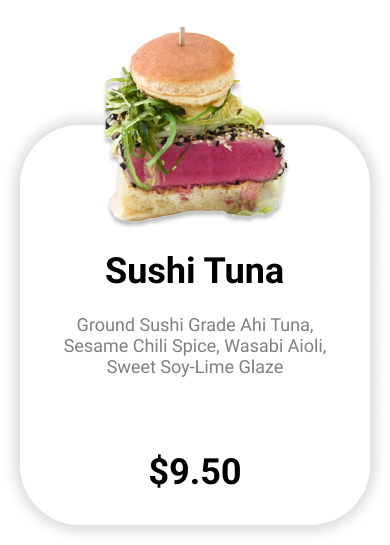 Sushi Tuna
Ground Sushi Grade Ahi Tuna,
Sesame Chili Spice, Wasabi Aioli,
Sweet Soy-Lime Glaze
$9.50